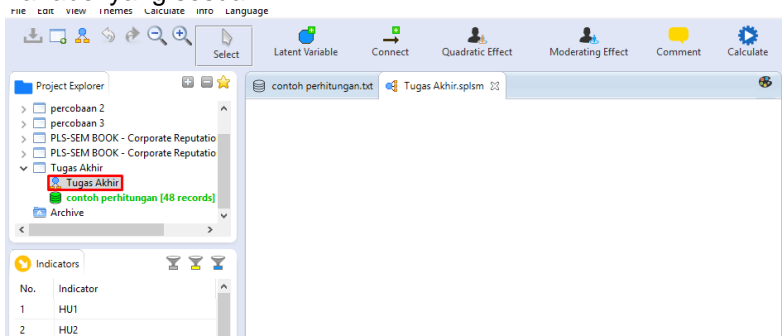 File Edit View Themes Calculate Info Language
Select
Latent Variable
Connect
Quadratic Effect
Moderating Effect
Comment
Calculate
Project Explorer
contoh perhitungan.txt
Tugas Akhir.splsm
percobaan 2
percobaan 3
PLS-SEM BOOK - Corporate Reputatio
PLS-SEM BOOK - Corporate Reputatio
Tugas Akhir
Tugas Akhir
contoh perhitungan [48 records]
Archive
Indicators
No. Indicator
1 HU1
2 HU2